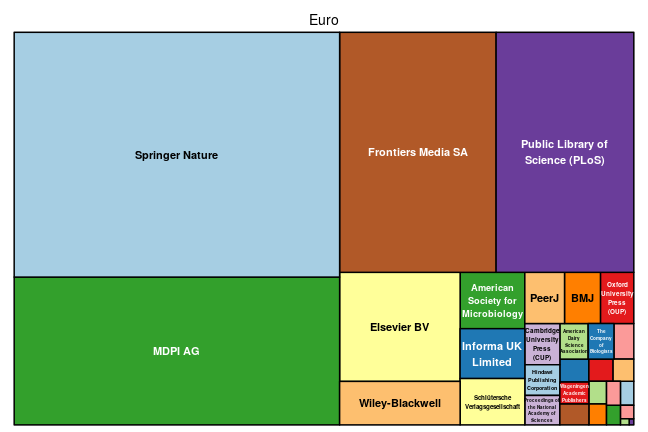 Euro
Springer Nature
Frontiers Media SA
Public Library of
Science (PLoS)
MDPI AG
Elsevier BV
Wiley-Blackwell
American
Society for
Microbiology
Informa UK
Limited
Schlütersche
Verlagsgesellschaft
PeerJ
BMJ
Oxford
University
Press
(OUP)
Cambridge
University
Press
(CUP)
American
Dairy
Science
Association
The
Company
of
Biologists
Hindawi
Publishing
Corporation
Wageningen
Academic
Publishers
Proceedings of
the National
Academy of
Sciences